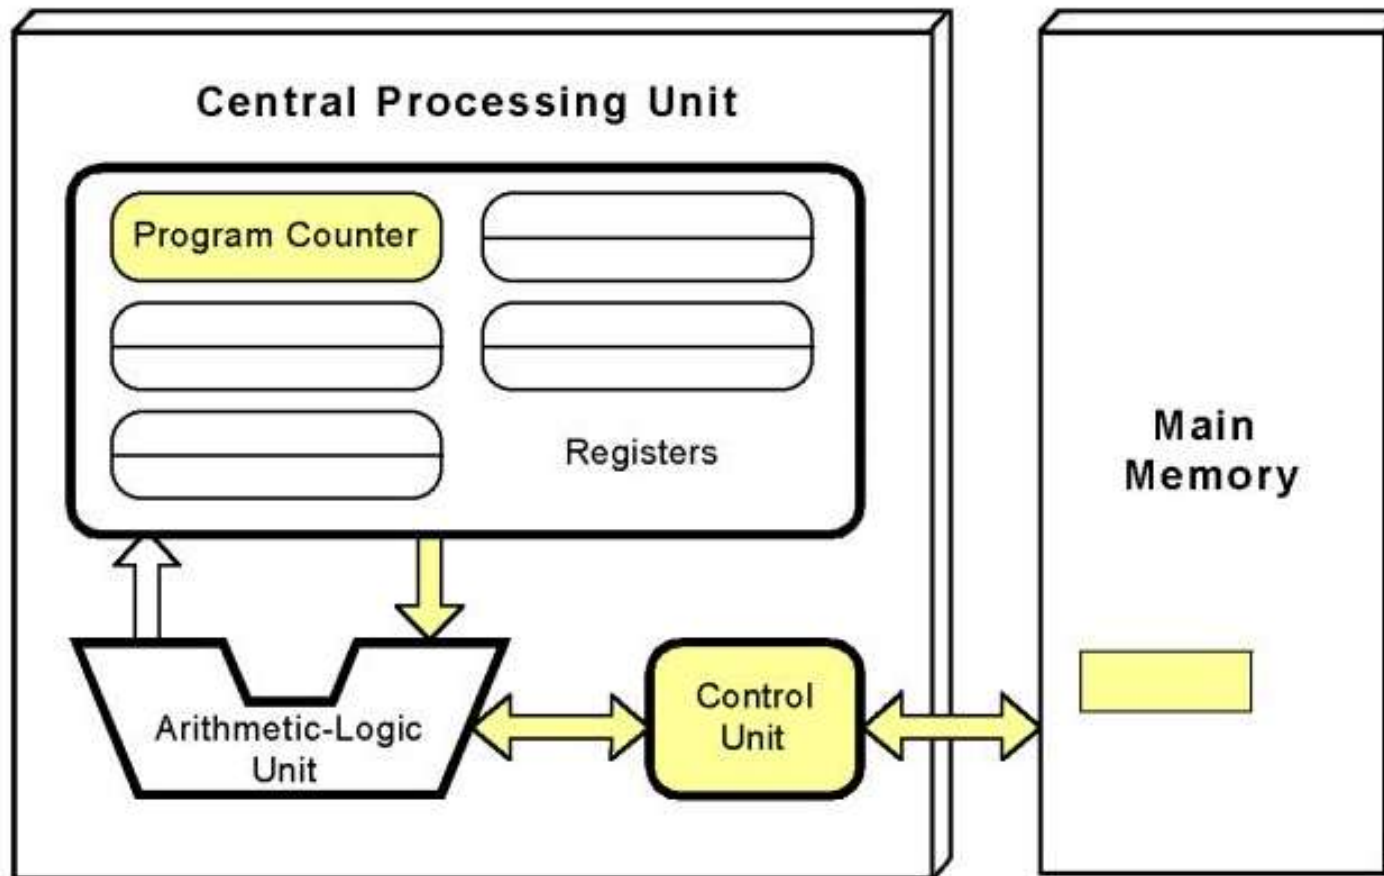 Central Processing Unit
Program Counter
Registers
Arithmetic-Logic
Unit
Control
Unit
Main
Memory